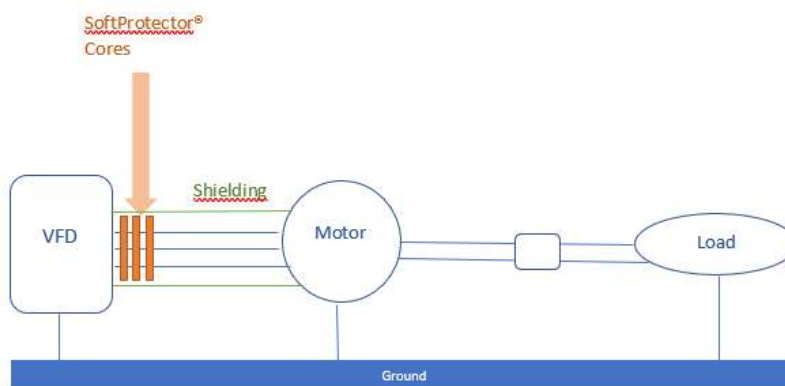 SoftProtector®
Cores
Shielding
VFD
Motor
Load
Ground